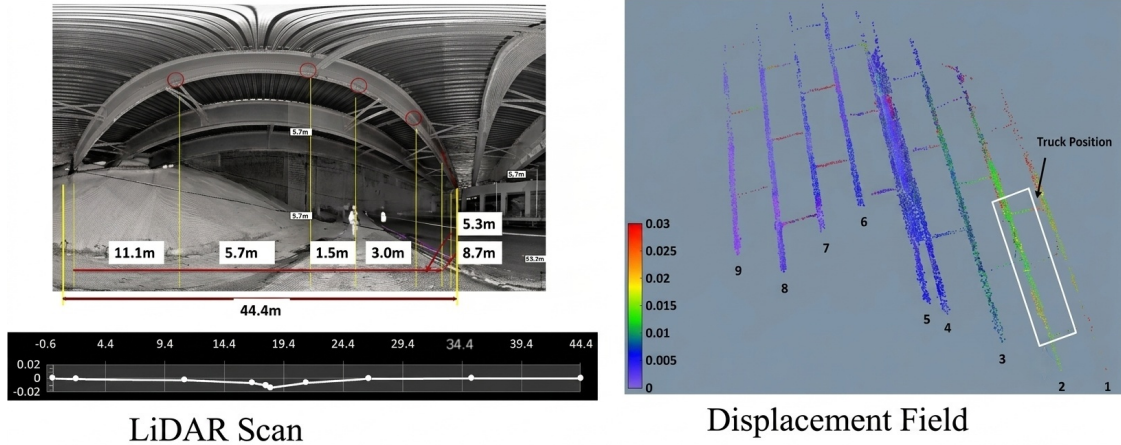 5.7m
5.7m
5.7m
5.3m
11.1m 5.7m 1.5m 3.0m 8.7m
53.2m
44.4m
-0.6 4.4 9.4 14.4 19.4 24.4 29.4 34.4 39.4 44.4
0.02
0
-0.02
LiDAR Scan
Truck Position
0.03
0.025
0.02
0.015
0.01
0.005
0
9
8
7
6
5
4
3
2
1
Displacement Field